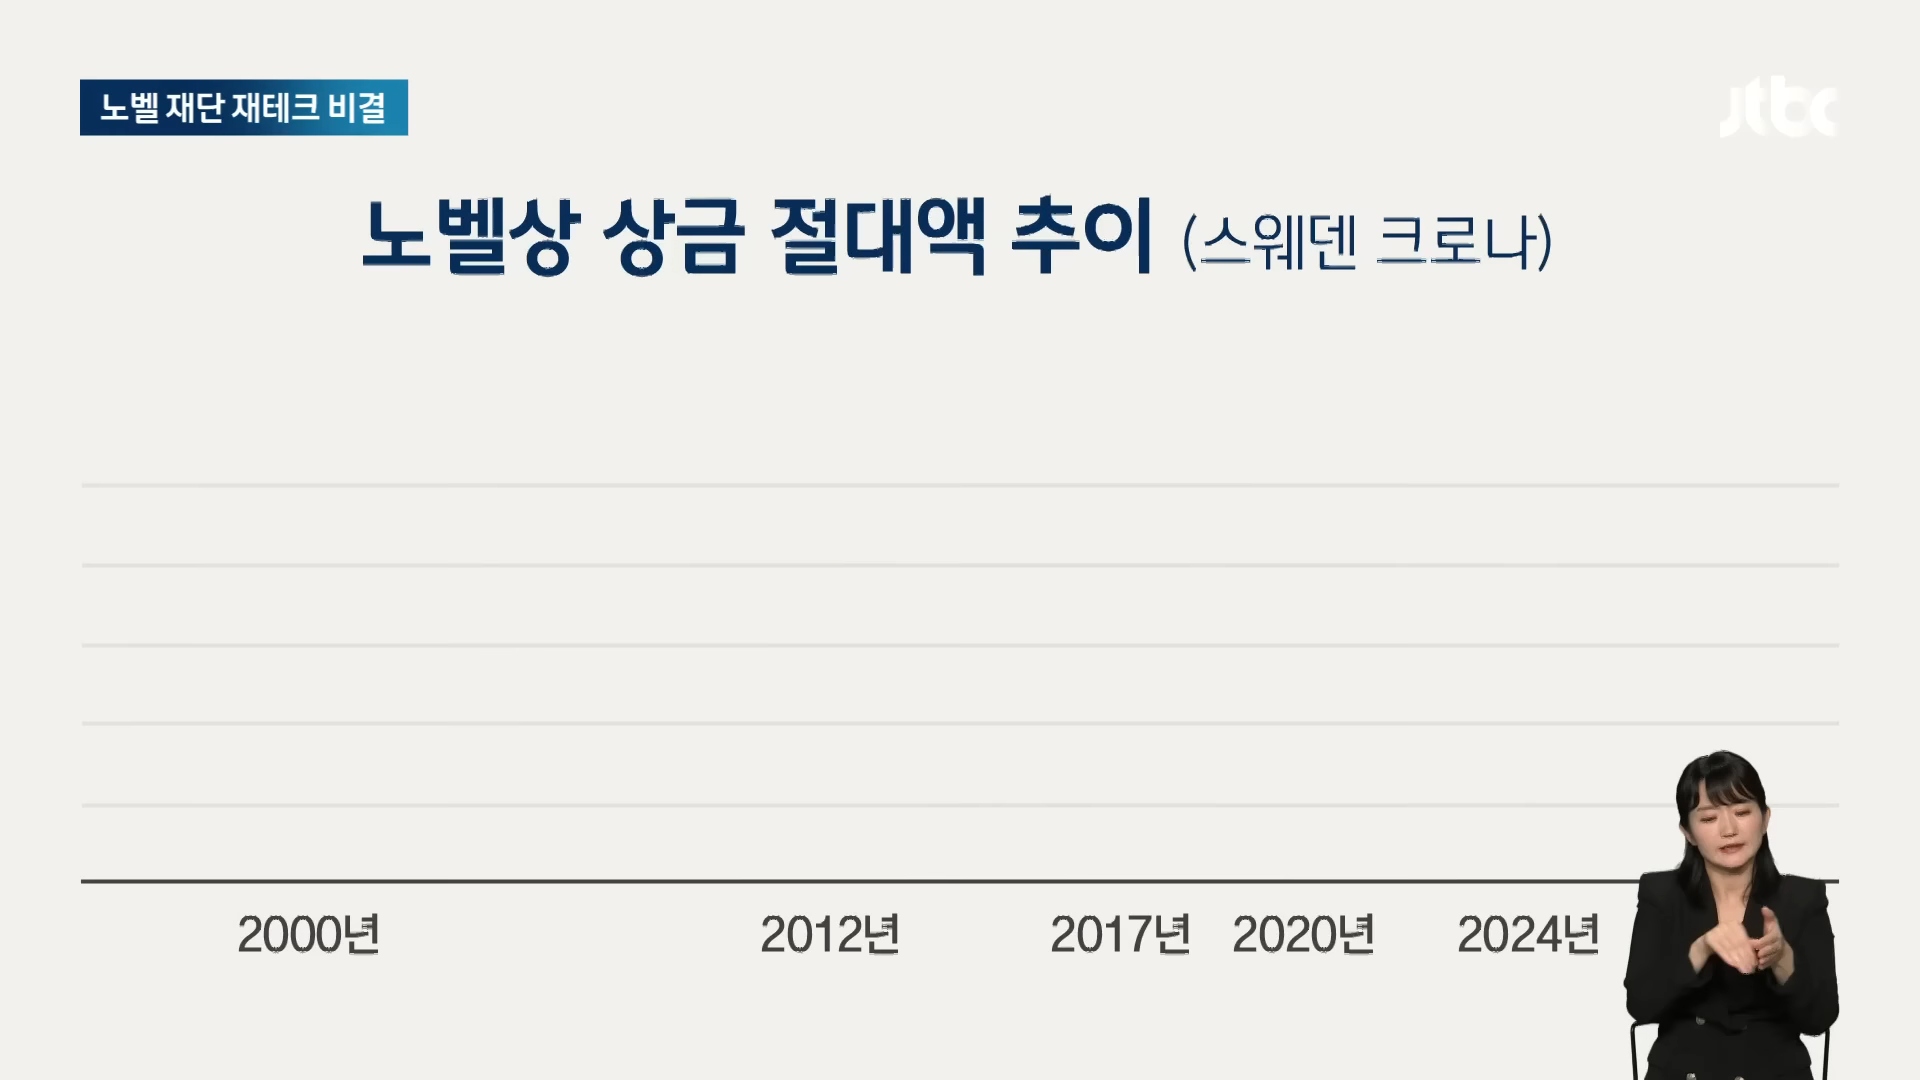 노벨 재단 재테크 비결
jtbc
노벨상 상금 절대액 추이 (스웨덴 크로나)
2000년 2012년 2017년 2020년 2024년